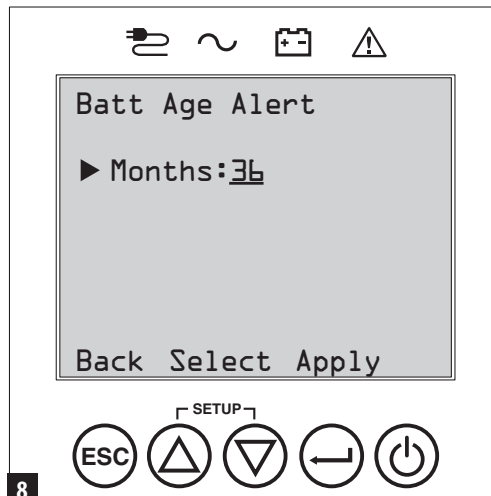 Batt Age Alert
▶ Months:36
Back Select Apply
SETUP
ESC
8